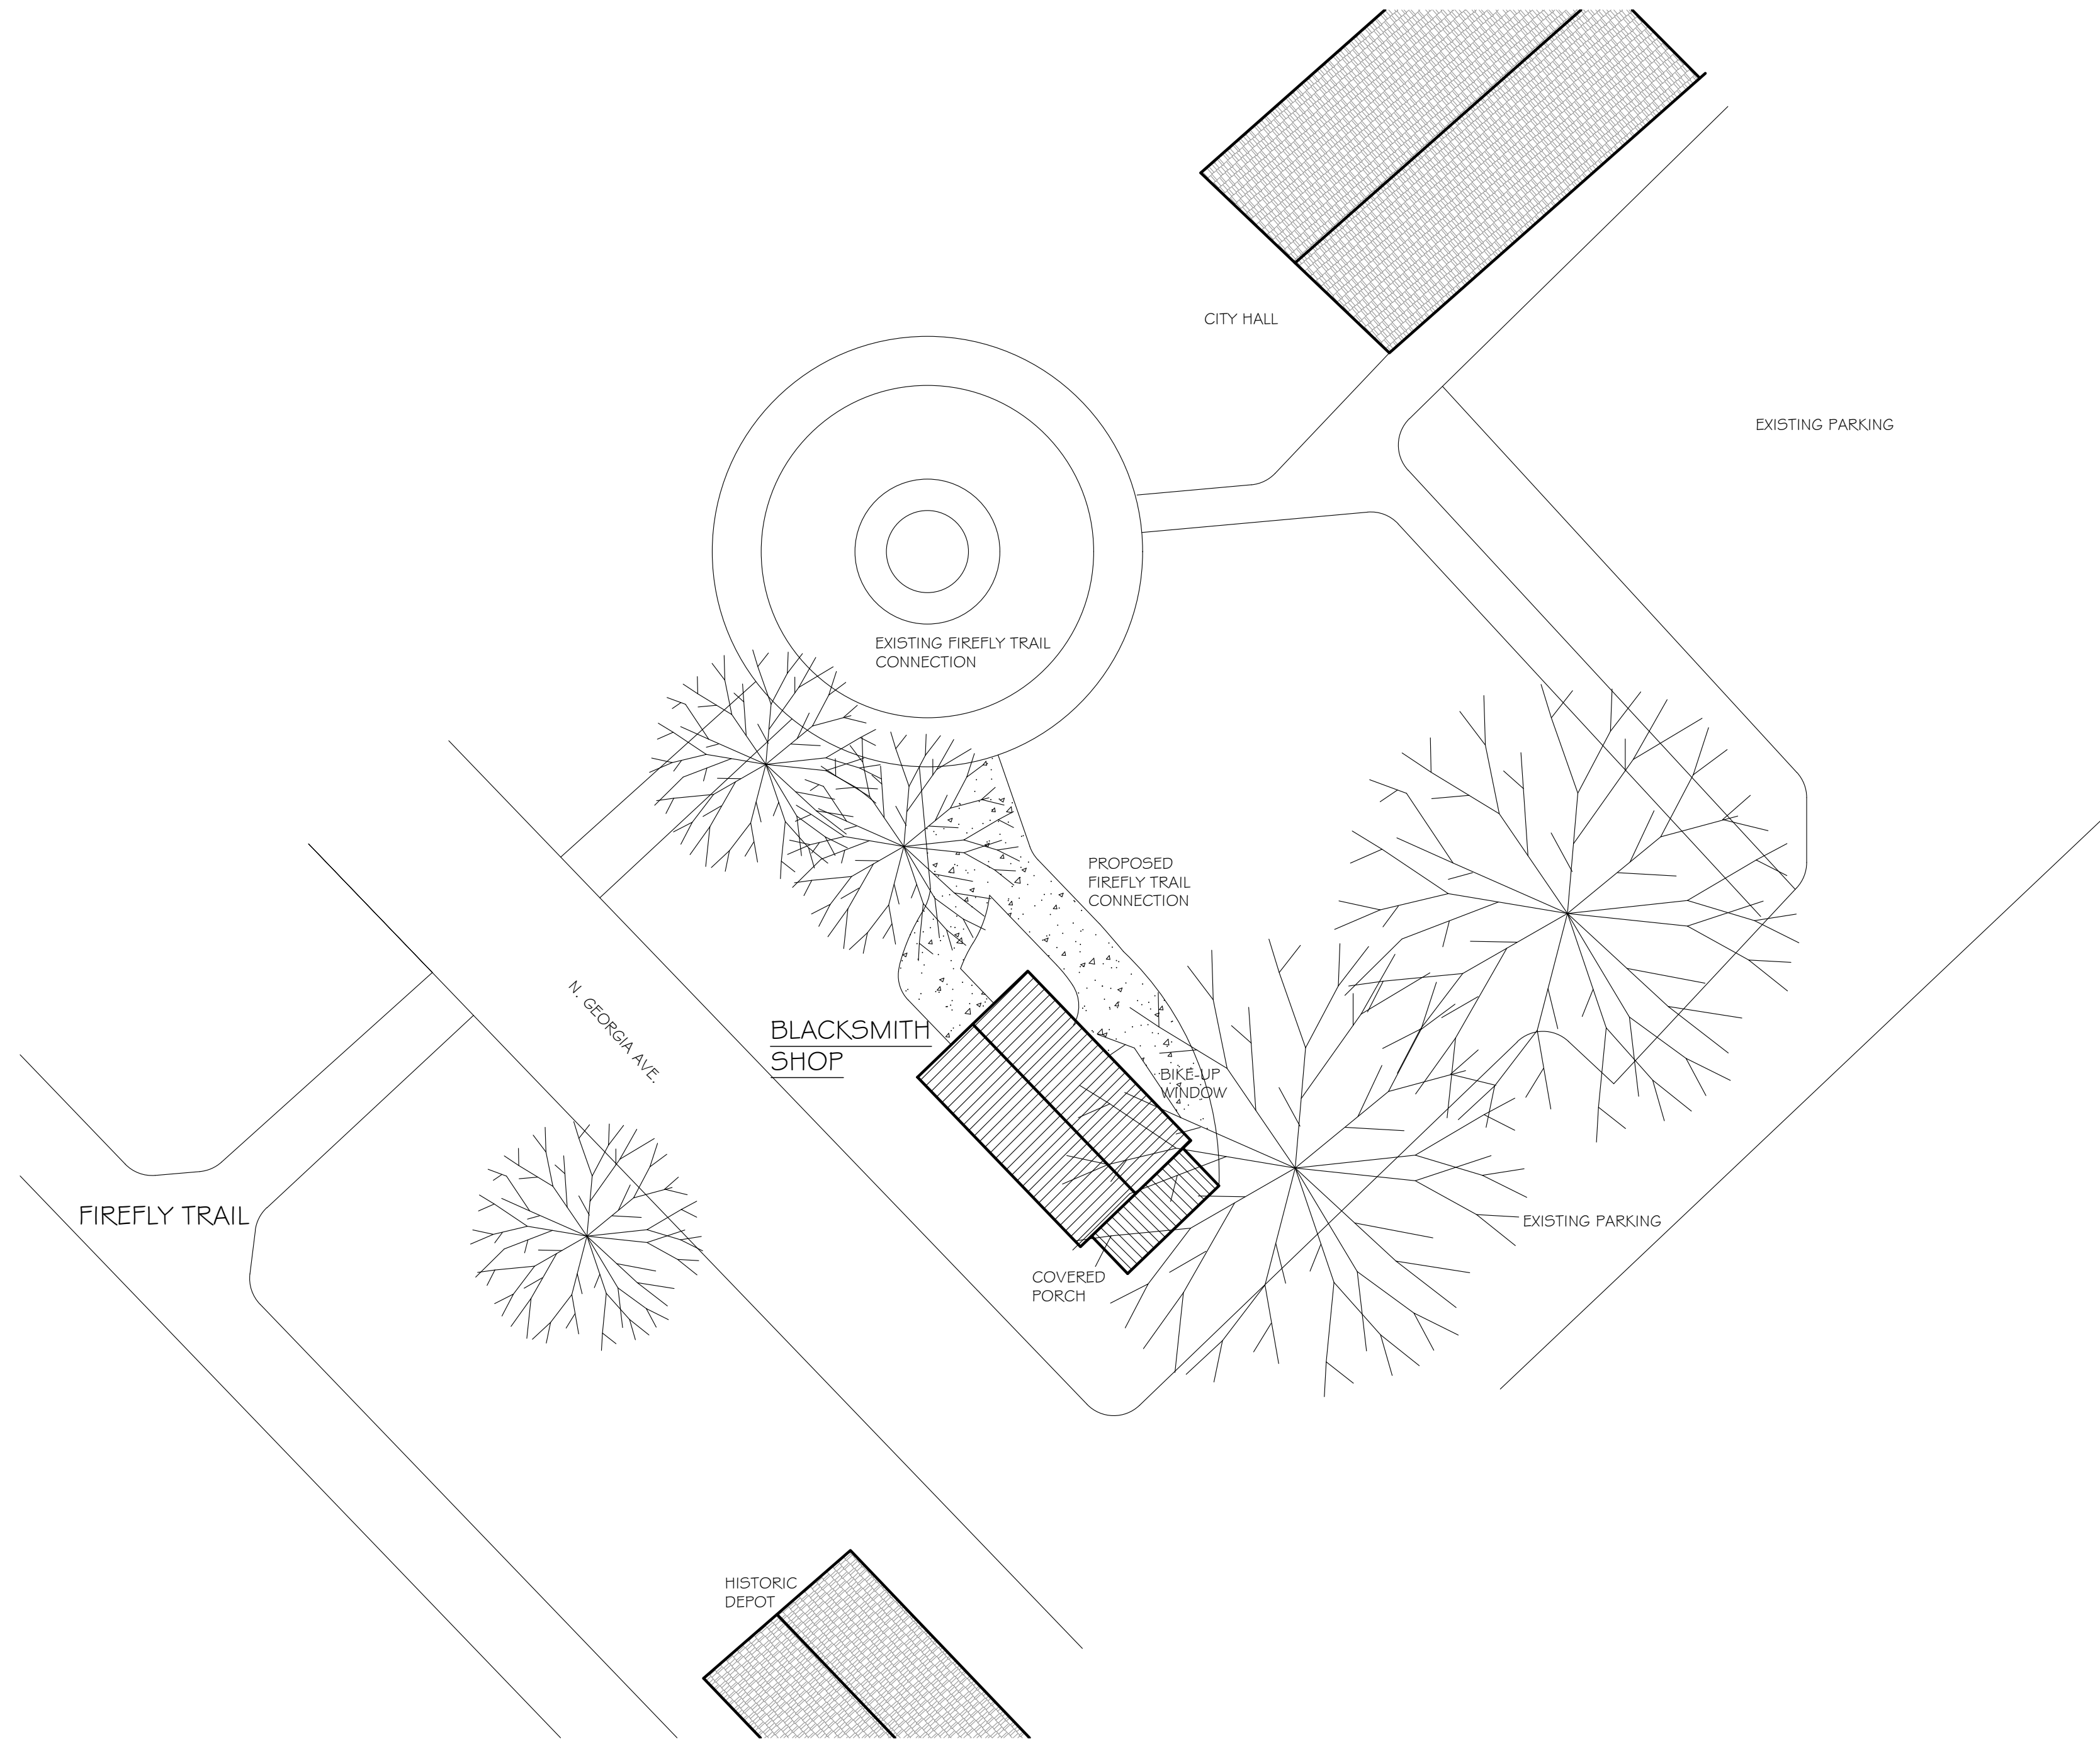 CITY HALL
EXISTING PARKING
EXISTING FIREFLY TRAIL
CONNECTION
PROPOSED
FIREFLY TRAIL
CONNECTION
N. GEORGIA AVE.
BLACKSMITH
SHOP
BIKE-UP
WINDOW
FIREFLY TRAIL
EXISTING PARKING
COVERED
PORCH
HISTORIC
DEPOT